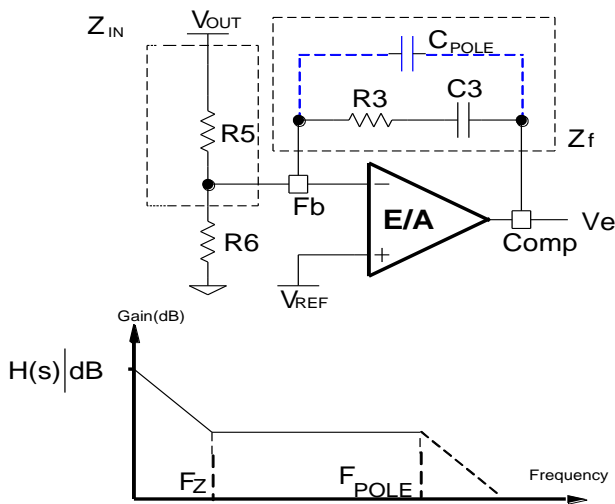 ZIN
VOUT
CPOLE
R3
C3
R5
Zf
Fb
E/A
Ve
R6
Comp
VREF
Gain(dB)
H(s)|dB
FZ
FPOLE
Frequency